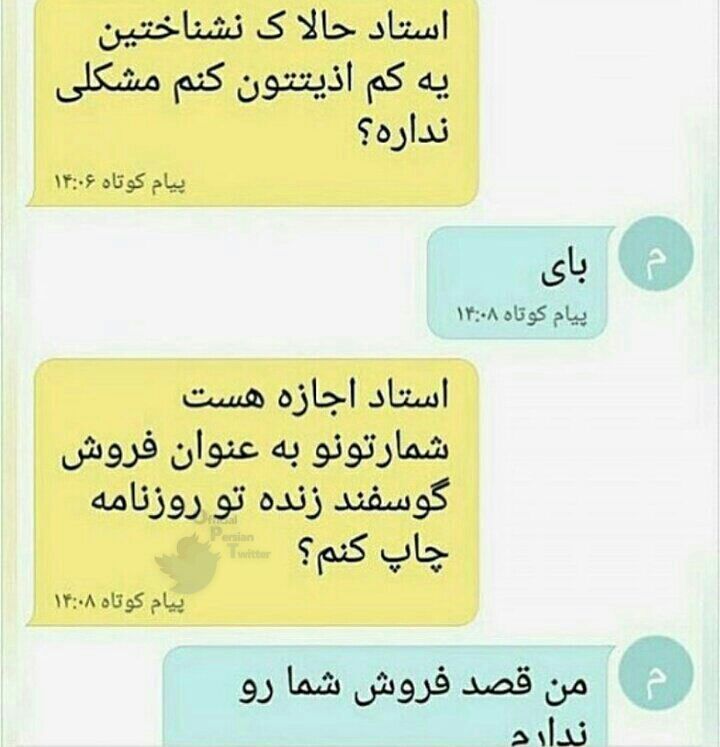 استاد حالا ک نشناختین
یه کم اذیتتون کنم مشکلی
نداره؟
پیام کوتاه ۱۴:۰۶
م
بای
پیام کوتاه ۱۴:۰۸
استاد اجازه هست
شمارتونو به عنوان فروش
گوسفند زنده تو روزنامه
چاپ کنم؟
Official
Persian
Twitter
پیام کوتاه ۱۴:۰۸
م
من قصد فروش شما رو
ندارم